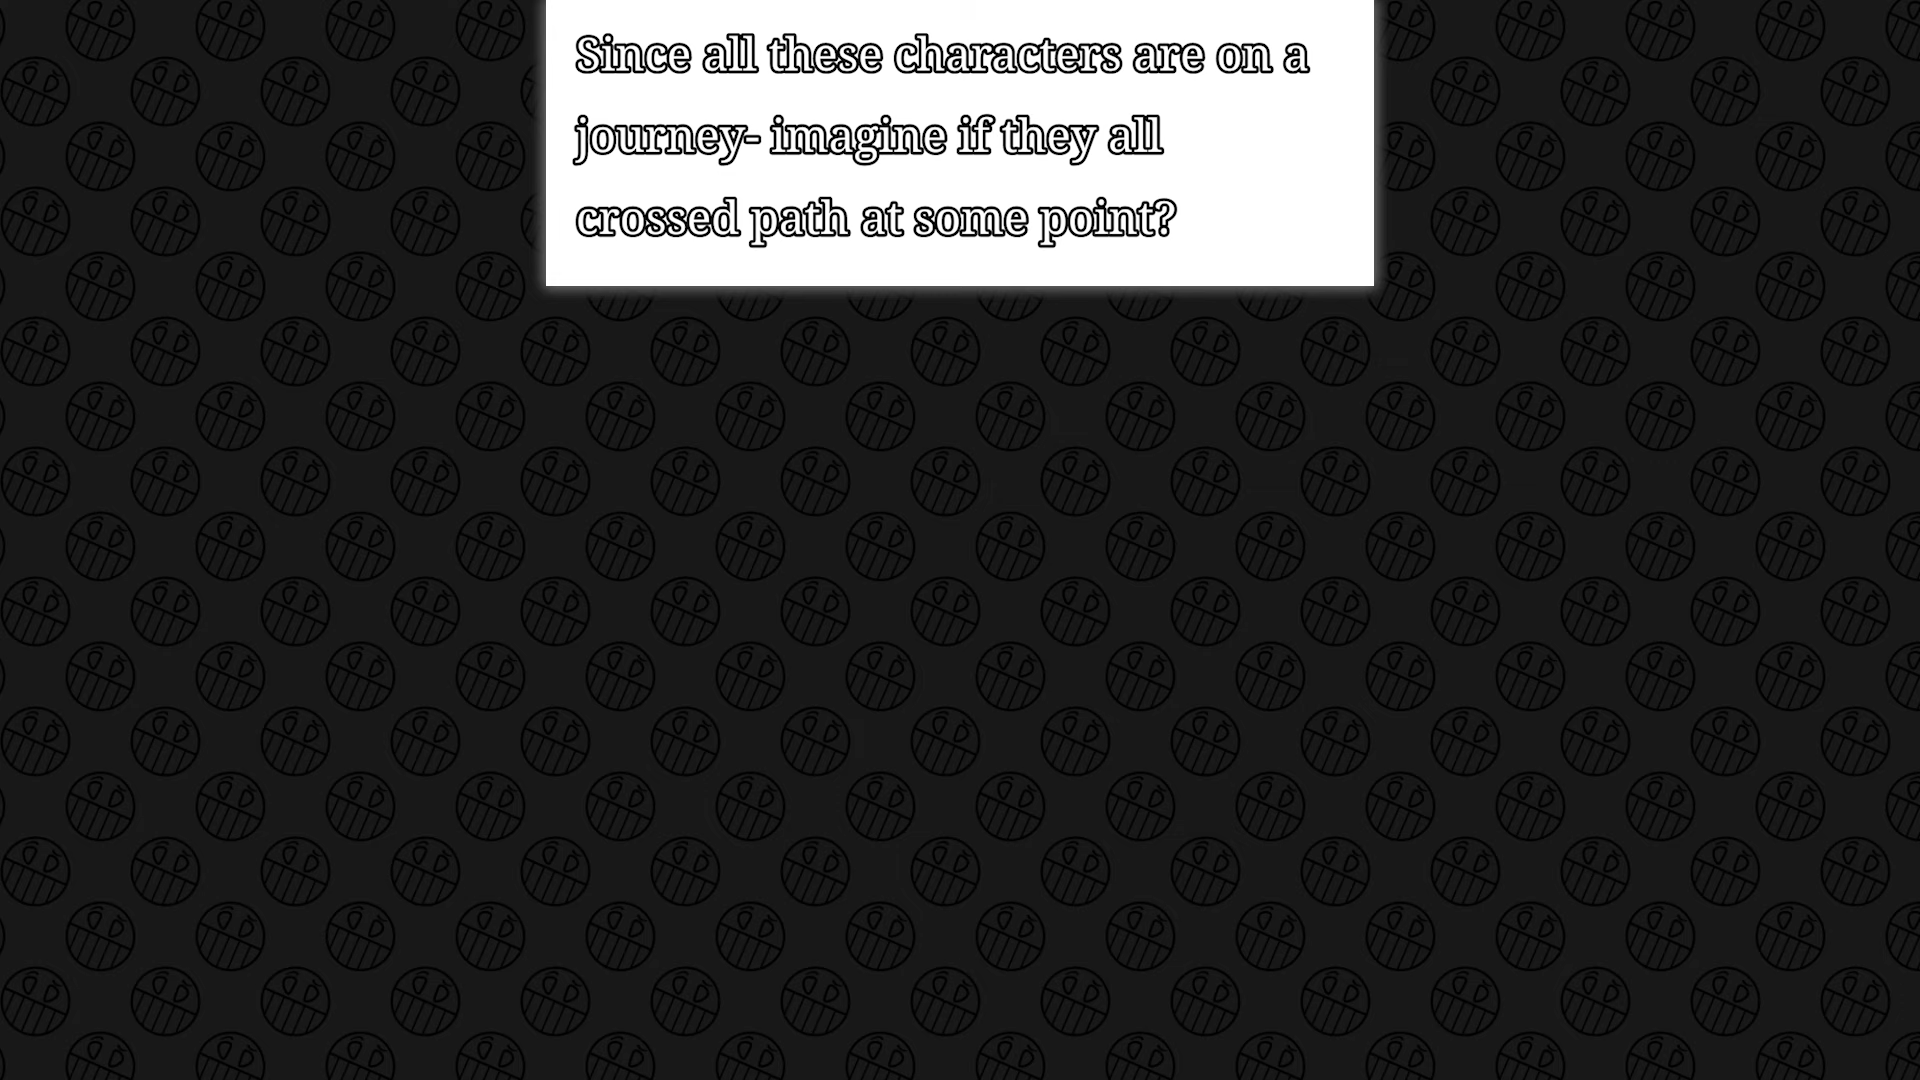 Since all these characters are on a
journey- imagine if they all
crossed path at some point?